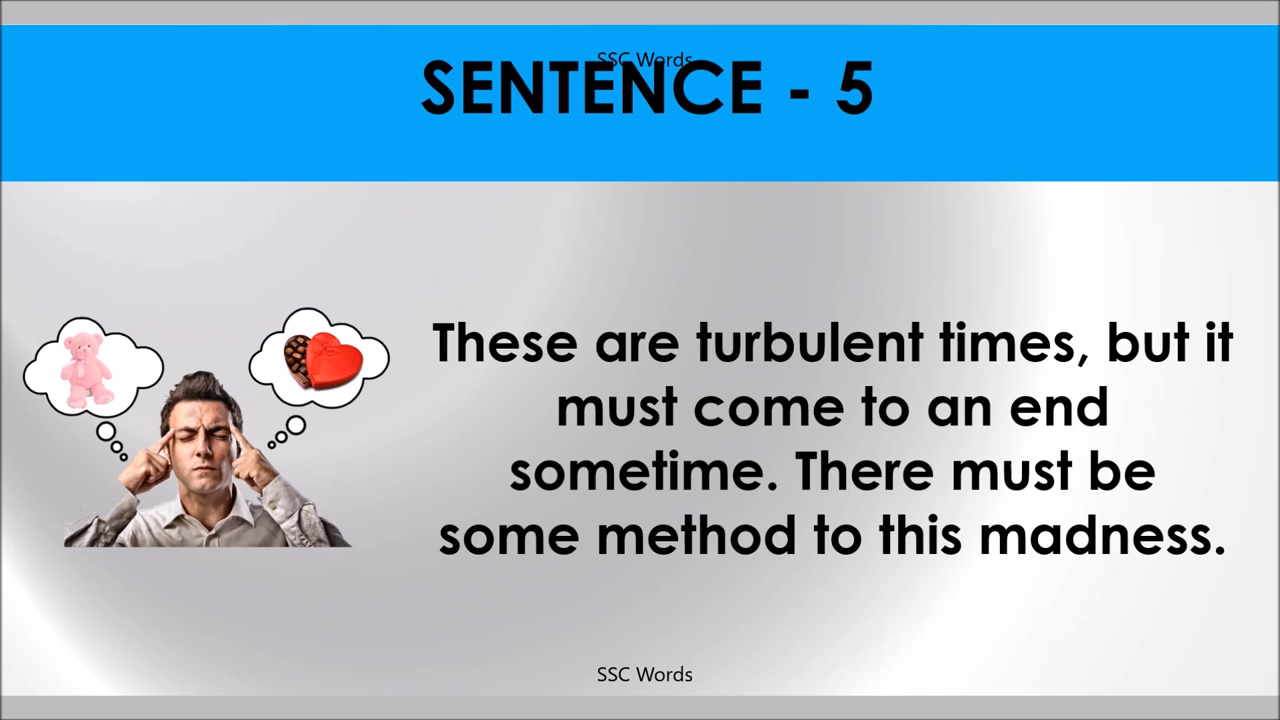 SSC Words
SENTENCE - 5
These are turbulent times, but it
must come to an end
sometime. There must be
some method to this madness.
SSC Words